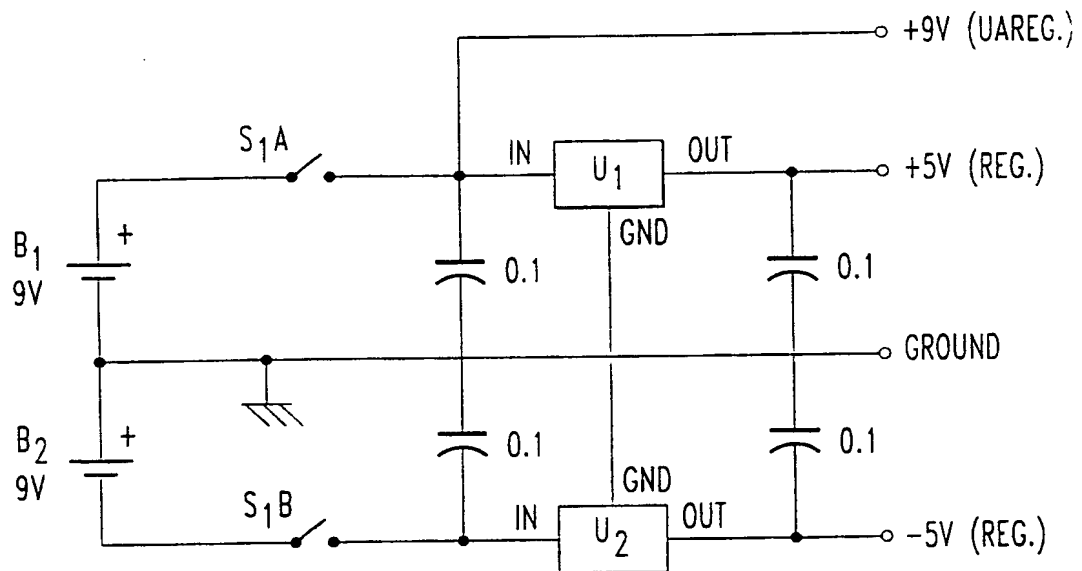 +9V (UAREG.)
S1A
IN
U1
OUT
+5V (REG.)
GND
B1
+
9V
0.1
0.1
GROUND
B2
+
9V
0.1
0.1
GND
S1B
IN
U2
OUT
-5V (REG.)